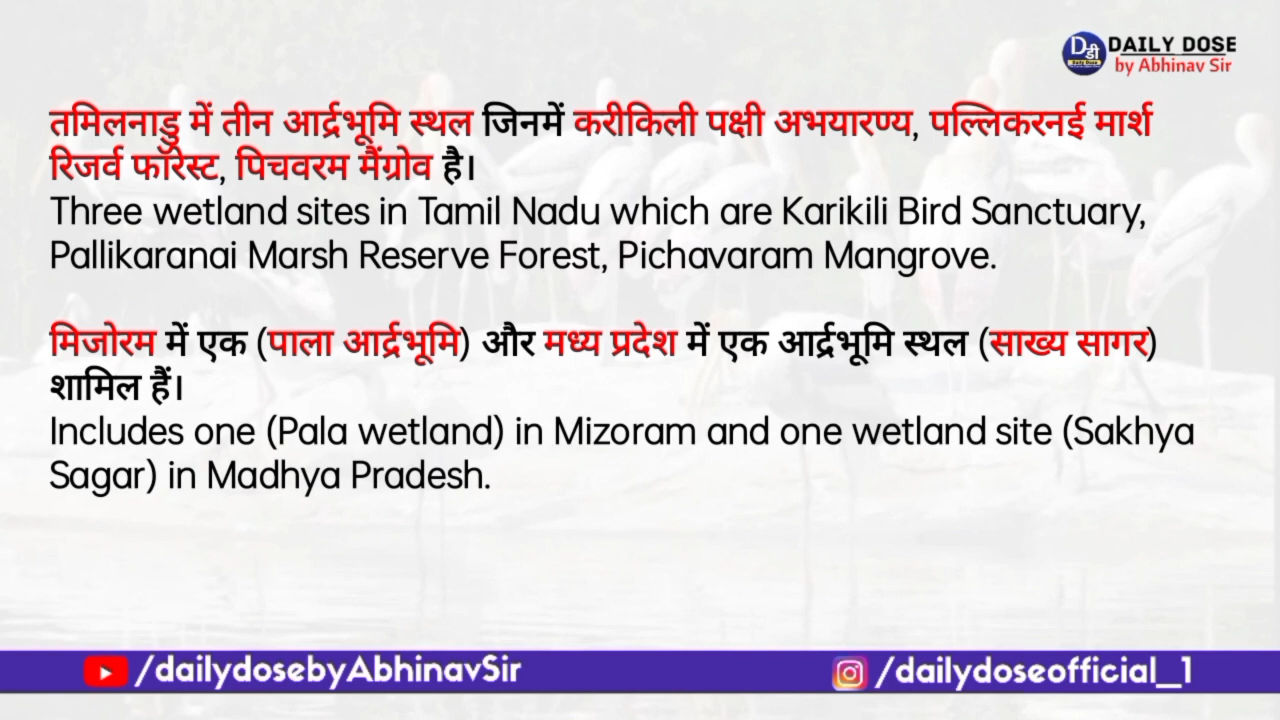 Dडी
Daily Dose
DAILY DOSE
by Abhinav Sir
तमिलनाडु में तीन आर्द्रभूमि स्थल जिनमें करीकिली पक्षी अभयारण्य, पल्लिकरनई मार्श
रिजर्व फॉरेस्ट, पिचवरम मैंग्रोव है।
Three wetland sites in Tamil Nadu which are Karikili Bird Sanctuary,
Pallikaranai Marsh Reserve Forest, Pichavaram Mangrove.
मिजोरम में एक (पाला आर्द्रभूमि) और मध्य प्रदेश में एक आर्द्रभूमि स्थल (साख्य सागर)
शामिल हैं।
Includes one (Pala wetland) in Mizoram and one wetland site (Sakhya
Sagar) in Madhya Pradesh.
/dailydosebyAbhinavSir
/dailydoseofficial_1